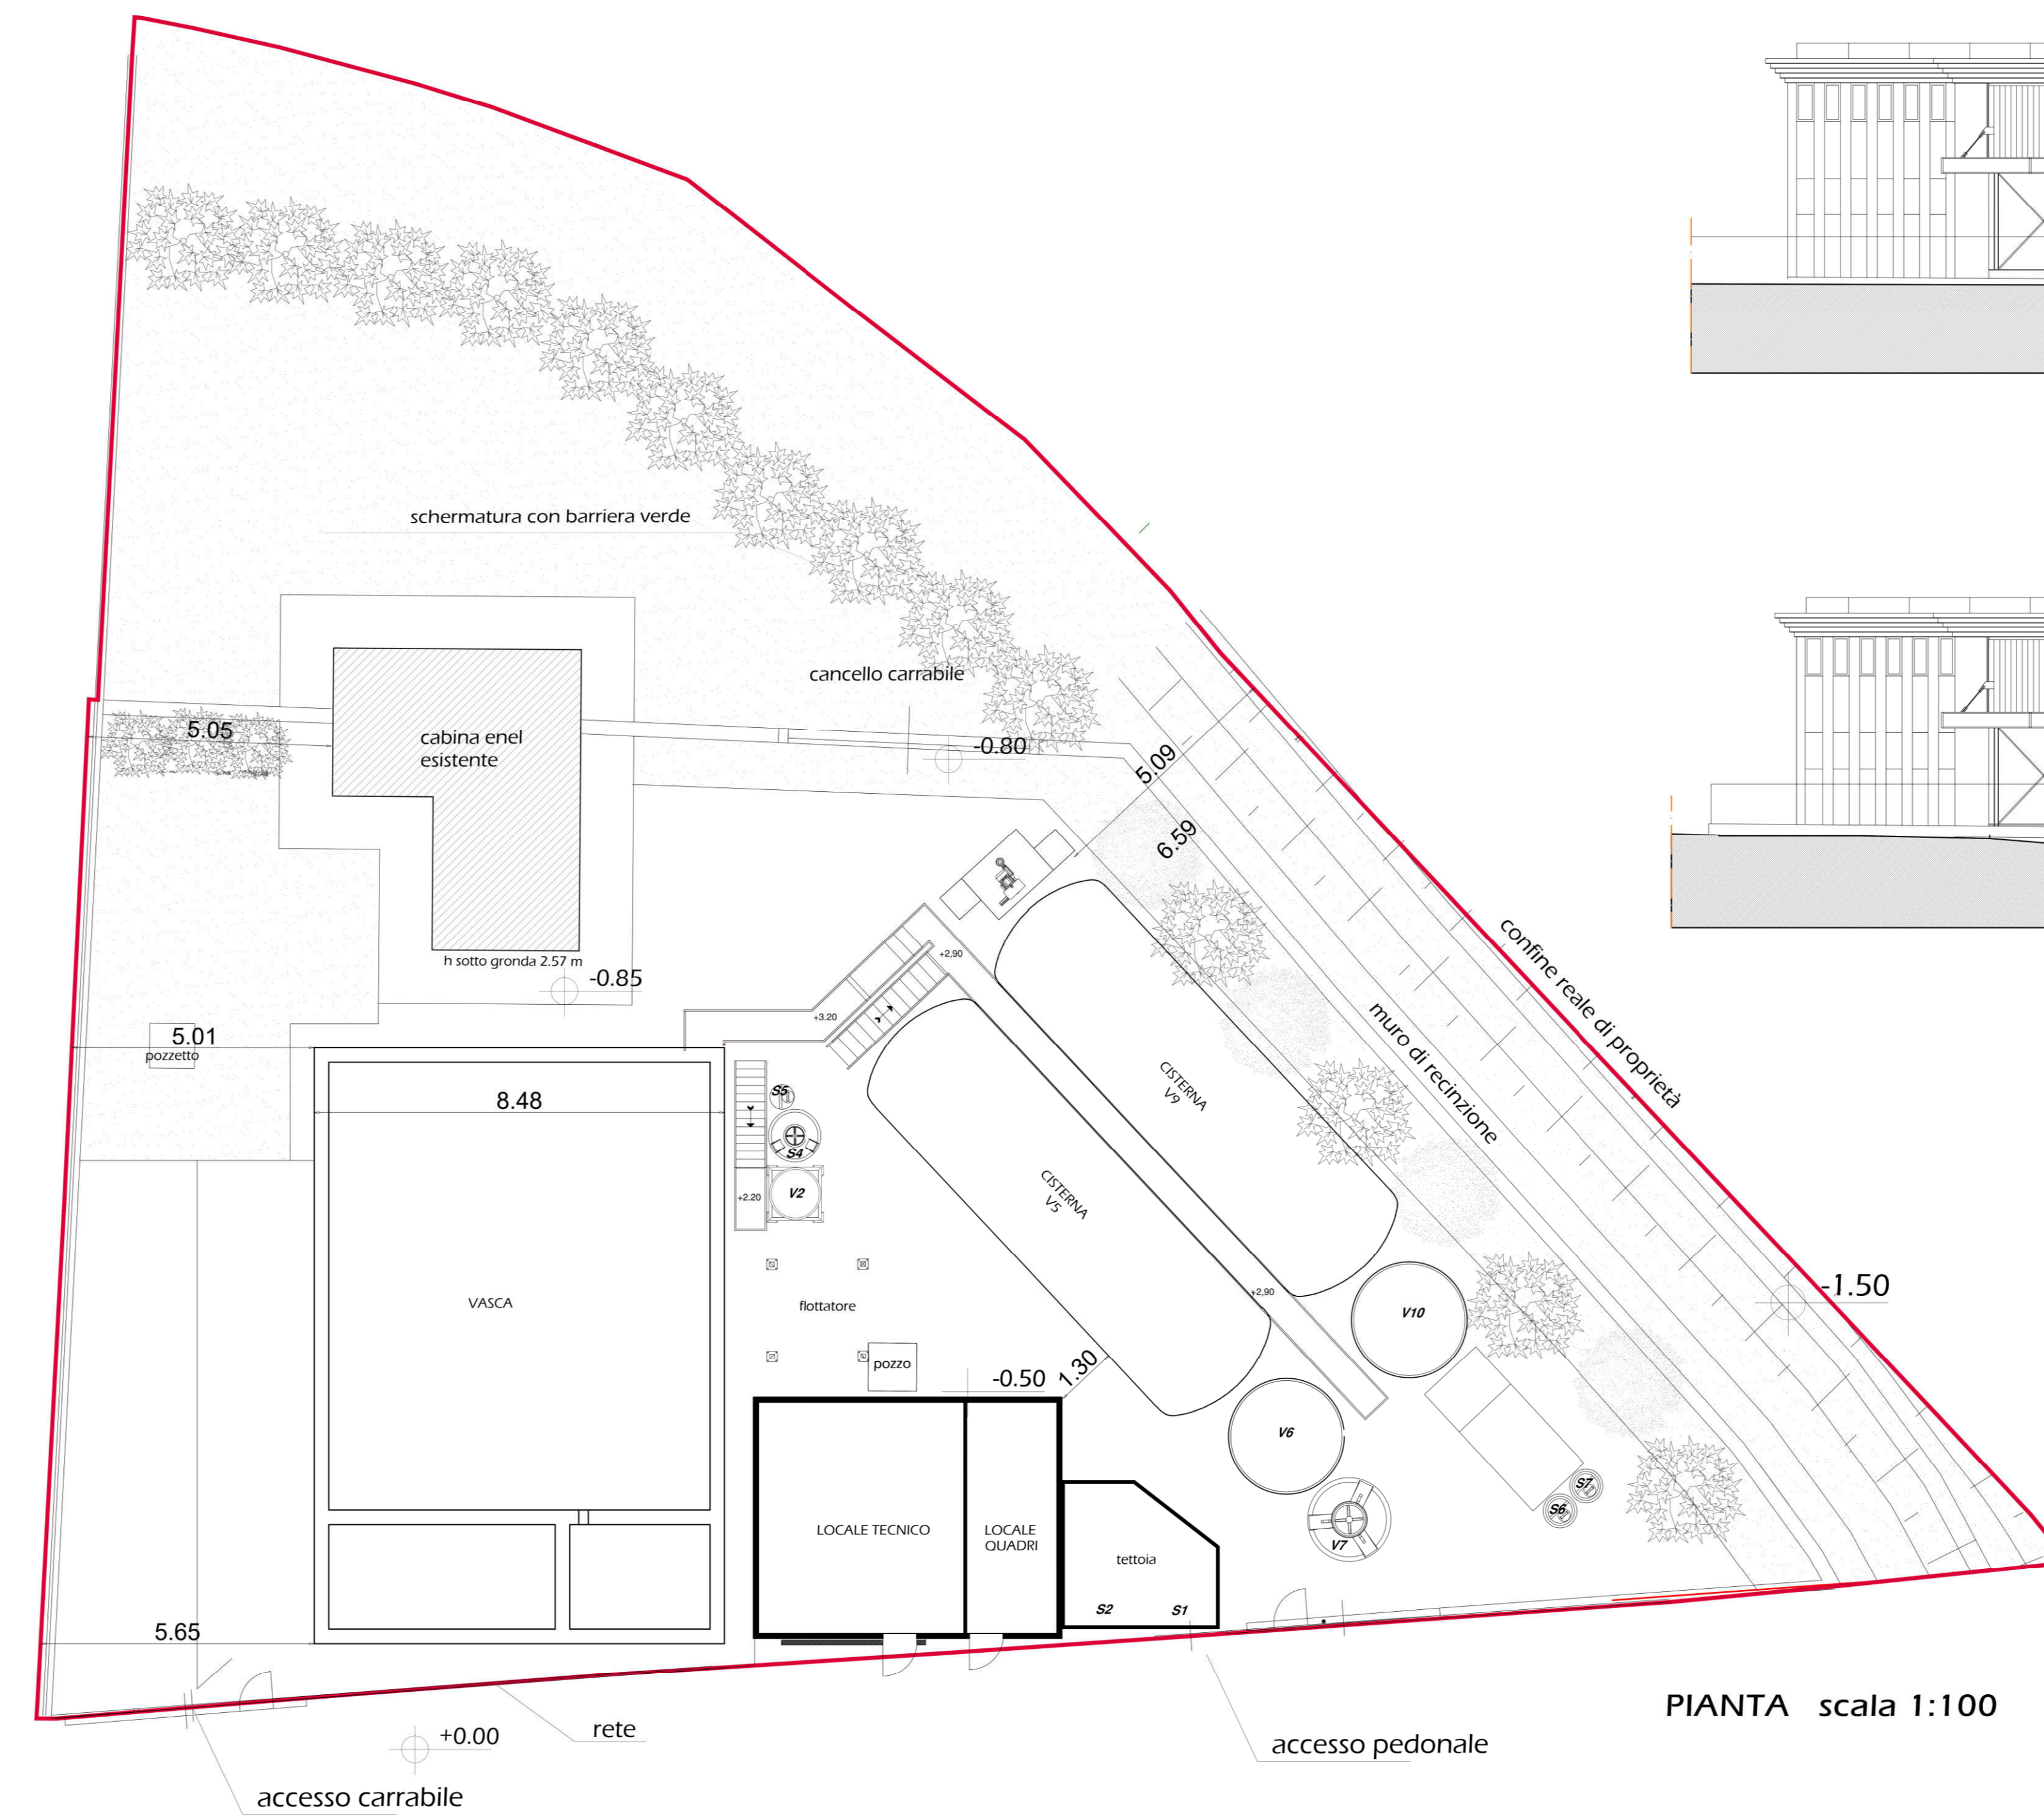 schermatura con barriera verde
cancello carrabile
5.05
cabina enel
esistente
-0.80
5.09
6.59
h sotto gronda 2.57 m
-0.85
+2,90
+3.20
5.01
pozzetto
confine reale di proprietà
muro di recinzione
8.48
S5
S4
V2
+2.20
CISTERNA
V9
CISTERNA
V5
VASCA
flottatore
+2,90
V10
-1.50
pozzo
-0.50
1.30
V6
LOCALE TECNICO
LOCALE
QUADRI
tettoia
V7
S7
S6
S2
S1
5.65
PIANTA scala 1:100
+0.00
rete
accesso pedonale
accesso carrabile